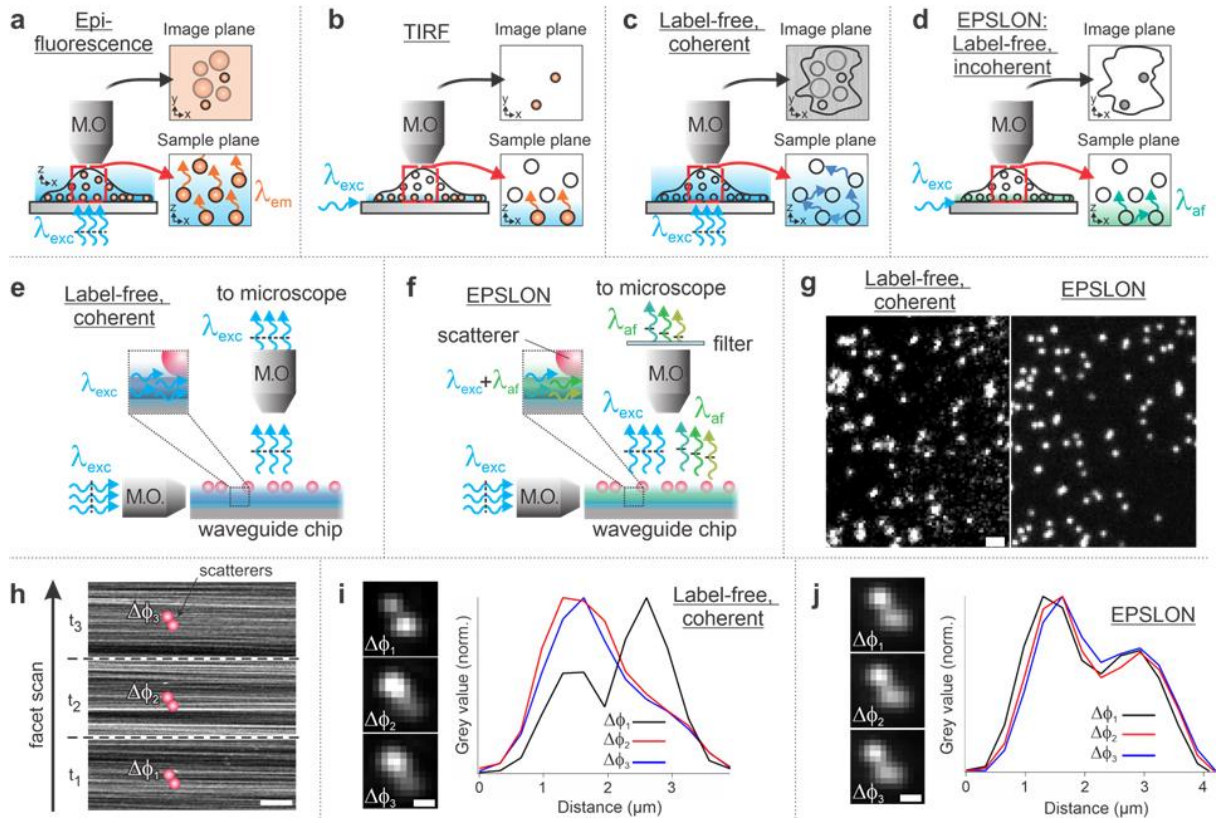 a
Epi-
fluorescence
Image plane
y
x
M.O
Sample plane
z
x
λexc
z
x
λem
b
TIRF
Image plane
y
x
M.O
Sample plane
λexc
z
x
c
Label-free,
coherent
Image plane
y
x
M.O
Sample plane
z
x
λexc
z
x
d
EPSLON:
Label-free,
incoherent
Image plane
y
x
M.O
Sample plane
λexc
z
x
λaf
e
Label-free,
coherent
to microscope
λexc
λexc
M.O
λexc
M.O.
waveguide chip
f
EPSLON
to microscope
λaf
scatterer
filter
λexc+λaf
M.O
λexc
λaf
λexc
M.O.
waveguide chip
g
Label-free,
coherent
EPSLON
h
scatterers
facet scan
t3
Δϕ3
t2
Δϕ2
t1
Δϕ1
i
Δϕ1
Δϕ2
Δϕ3
Label-free,
coherent
Grey value (norm.)
Δϕ1
Δϕ2
Δϕ3
0 1 2 3
Distance (µm)
j
Δϕ1
Δϕ2
Δϕ3
EPSLON
Grey value (norm.)
Δϕ1
Δϕ2
Δϕ3
0 1 2 3 4
Distance (µm)